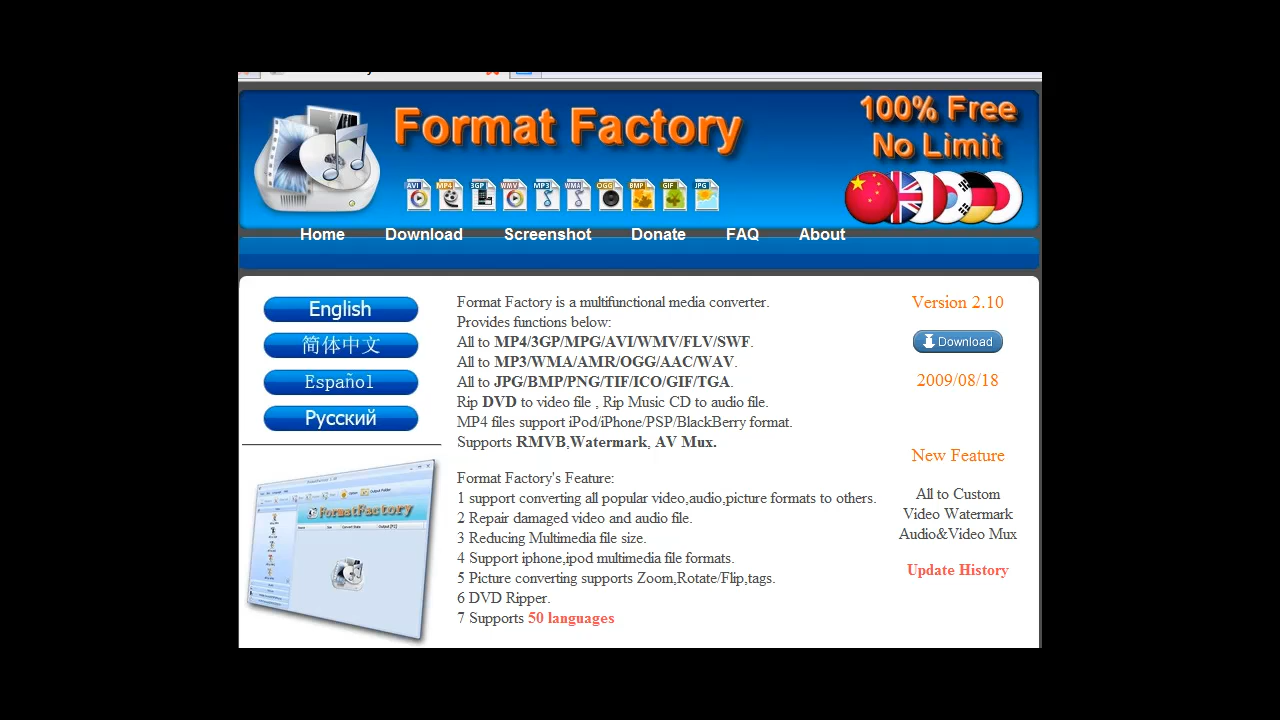 Format Factory
100% Free
No Limit
AVI MP4 3GP WMV MP3 WMA OGG BMP GIF JPG
Home Download Screenshot Donate FAQ About
English
简体中文
Español
Русский
Format Factory is a multifunctional media converter.
Provides functions below:
All to MP4/3GP/MPG/AVI/WMV/FLV/SWF.
All to MP3/WMA/AMR/OGG/AAC/WAV.
All to JPG/BMP/PNG/TIF/ICO/GIF/TGA.
Rip DVD to video file , Rip Music CD to audio file.
MP4 files support iPod/iPhone/PSP/BlackBerry format.
Supports RMVB,Watermark, AV Mux.
Format Factory's Feature:
1 support converting all popular video,audio,picture formats to others.
2 Repair damaged video and audio file.
3 Reducing Multimedia file size.
4 Support iphone,ipod multimedia file formats.
5 Picture converting supports Zoom,Rotate/Flip,tags.
6 DVD Ripper.
7 Supports 50 languages
Version 2.10
Download
2009/08/18
New Feature
All to Custom
Video Watermark
Audio&Video Mux
Update History
FormatFactory